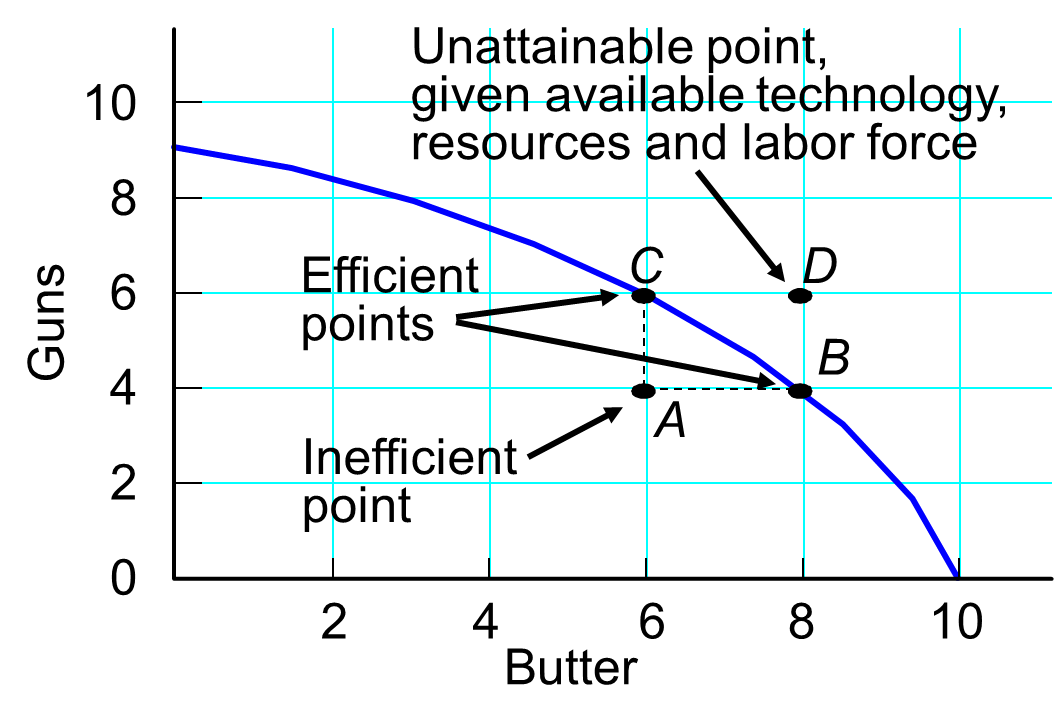 Unattainable point,
given available technology,
resources and labor force
10
8
6
4
2
0
Guns
Efficient
points
C
D
B
A
Inefficient
point
2
4
6
8
10
Butter